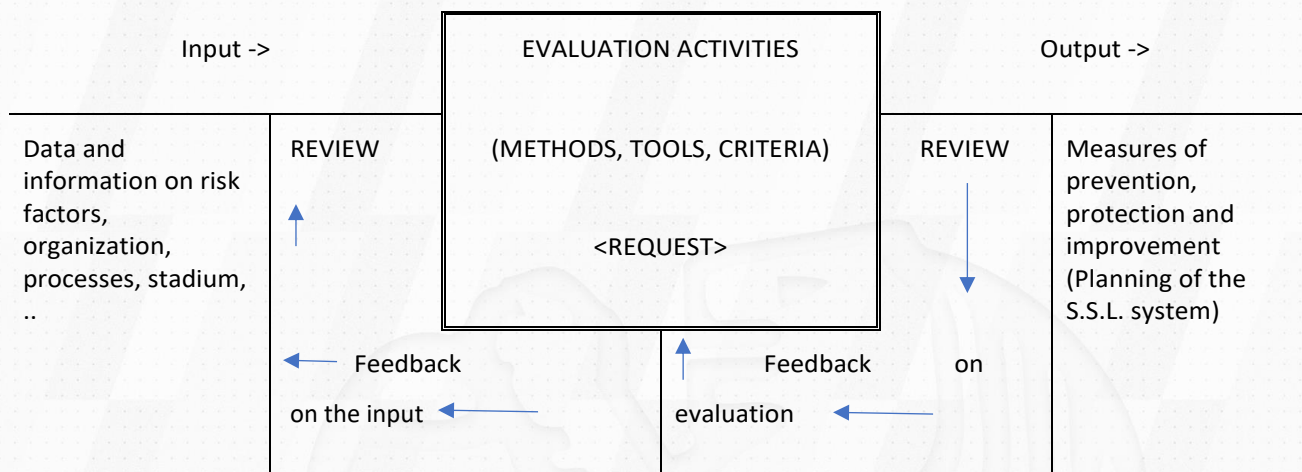 Input ->
EVALUATION ACTIVITIES
Output ->
Data and
information on risk
factors,
organization,
processes, stadium,
..
REVIEW
(METHODS, TOOLS, CRITERIA)
<REQUEST>
REVIEW
Measures of
prevention,
protection and
improvement
(Planning of the
S.S.L. system)
Feedback
on the input
Feedback on
evaluation